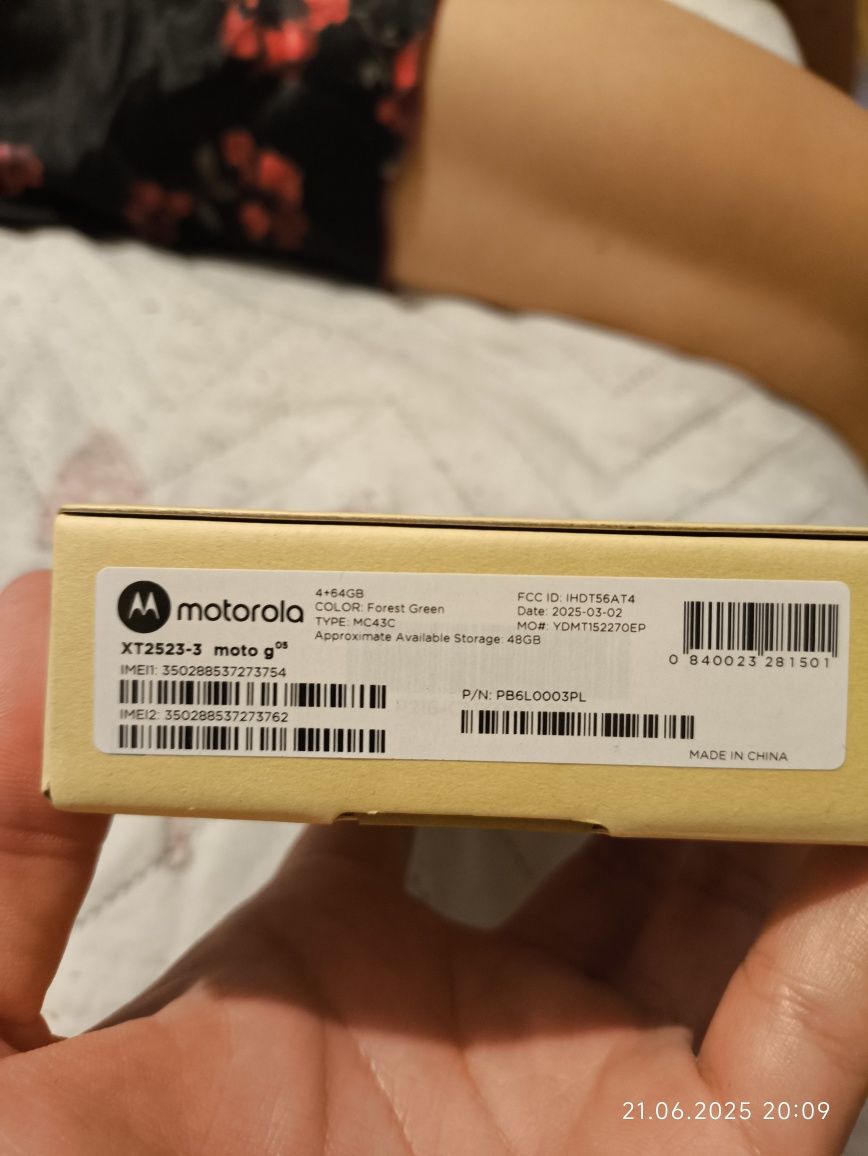 motorola
XT2523-3 moto g⁰⁵
IMEI1: 350288537273754
IMEI2: 350288537273762
4+64GB
COLOR: Forest Green
TYPE: MC43C
Approximate Available Storage: 48GB
FCC ID: IHDT56AT4
Date: 2025-03-02
MO#: YDMT152270EP
0 840023 281501
P/N: PB6L0003PL
MADE IN CHINA
21.06.2025 20:09